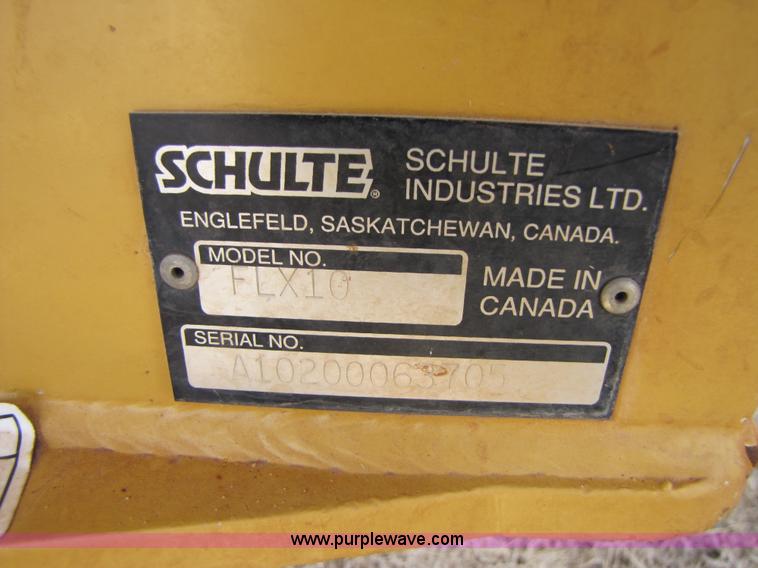 SCHULTE®
SCHULTE
INDUSTRIES LTD.
ENGLEFELD, SASKATCHEWAN, CANADA.
MODEL NO.
FLX10
MADE IN
CANADA
SERIAL NO.
A10200063705
www.purplewave.com